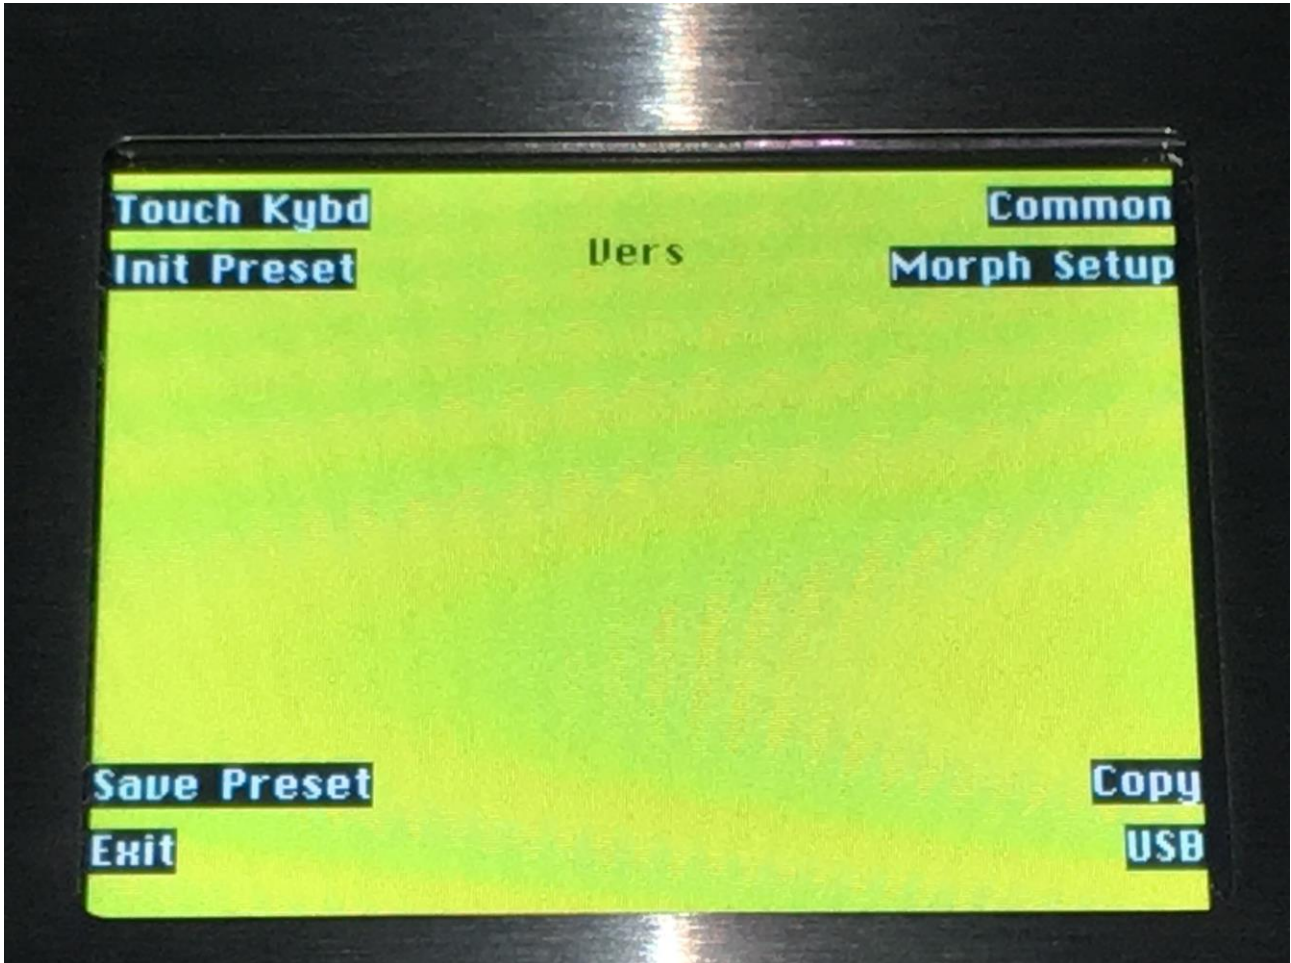 Touch Kybd
Common
Vers
Init Preset
Morph Setup
Save Preset
Copy
Exit
USB